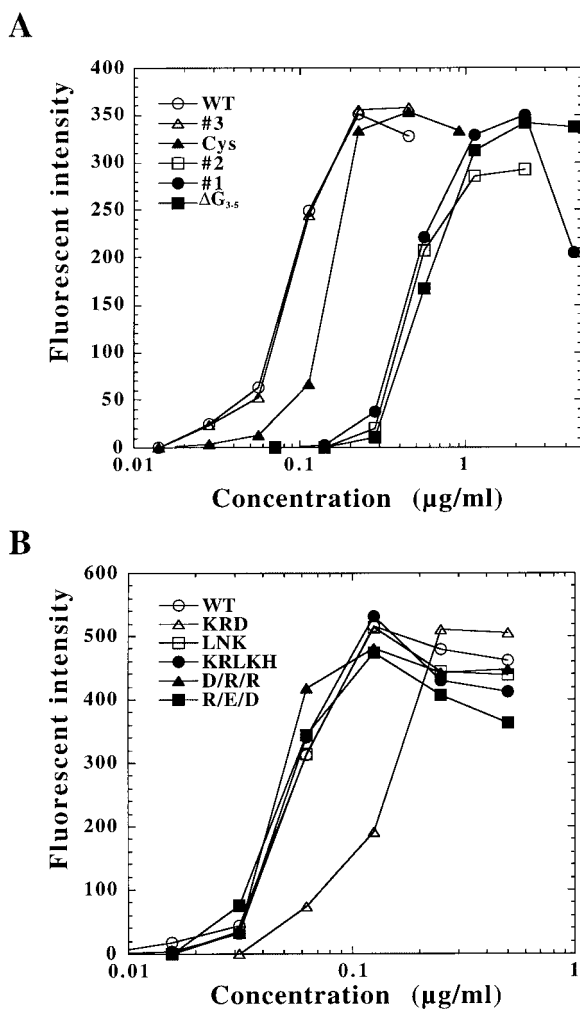 A
400
350
300
250
200
150
100
50
0
Fluorescent intensity
WT
#3
Cys
#2
#1
ΔG3-5
0.01
0.1
1
Concentration (µg/ml)
B
600
500
400
300
200
100
0
Fluorescent intensity
WT
KRD
LNK
KRLKH
D/R/R
R/E/D
0.01
0.1
1
Concentration (µg/ml)